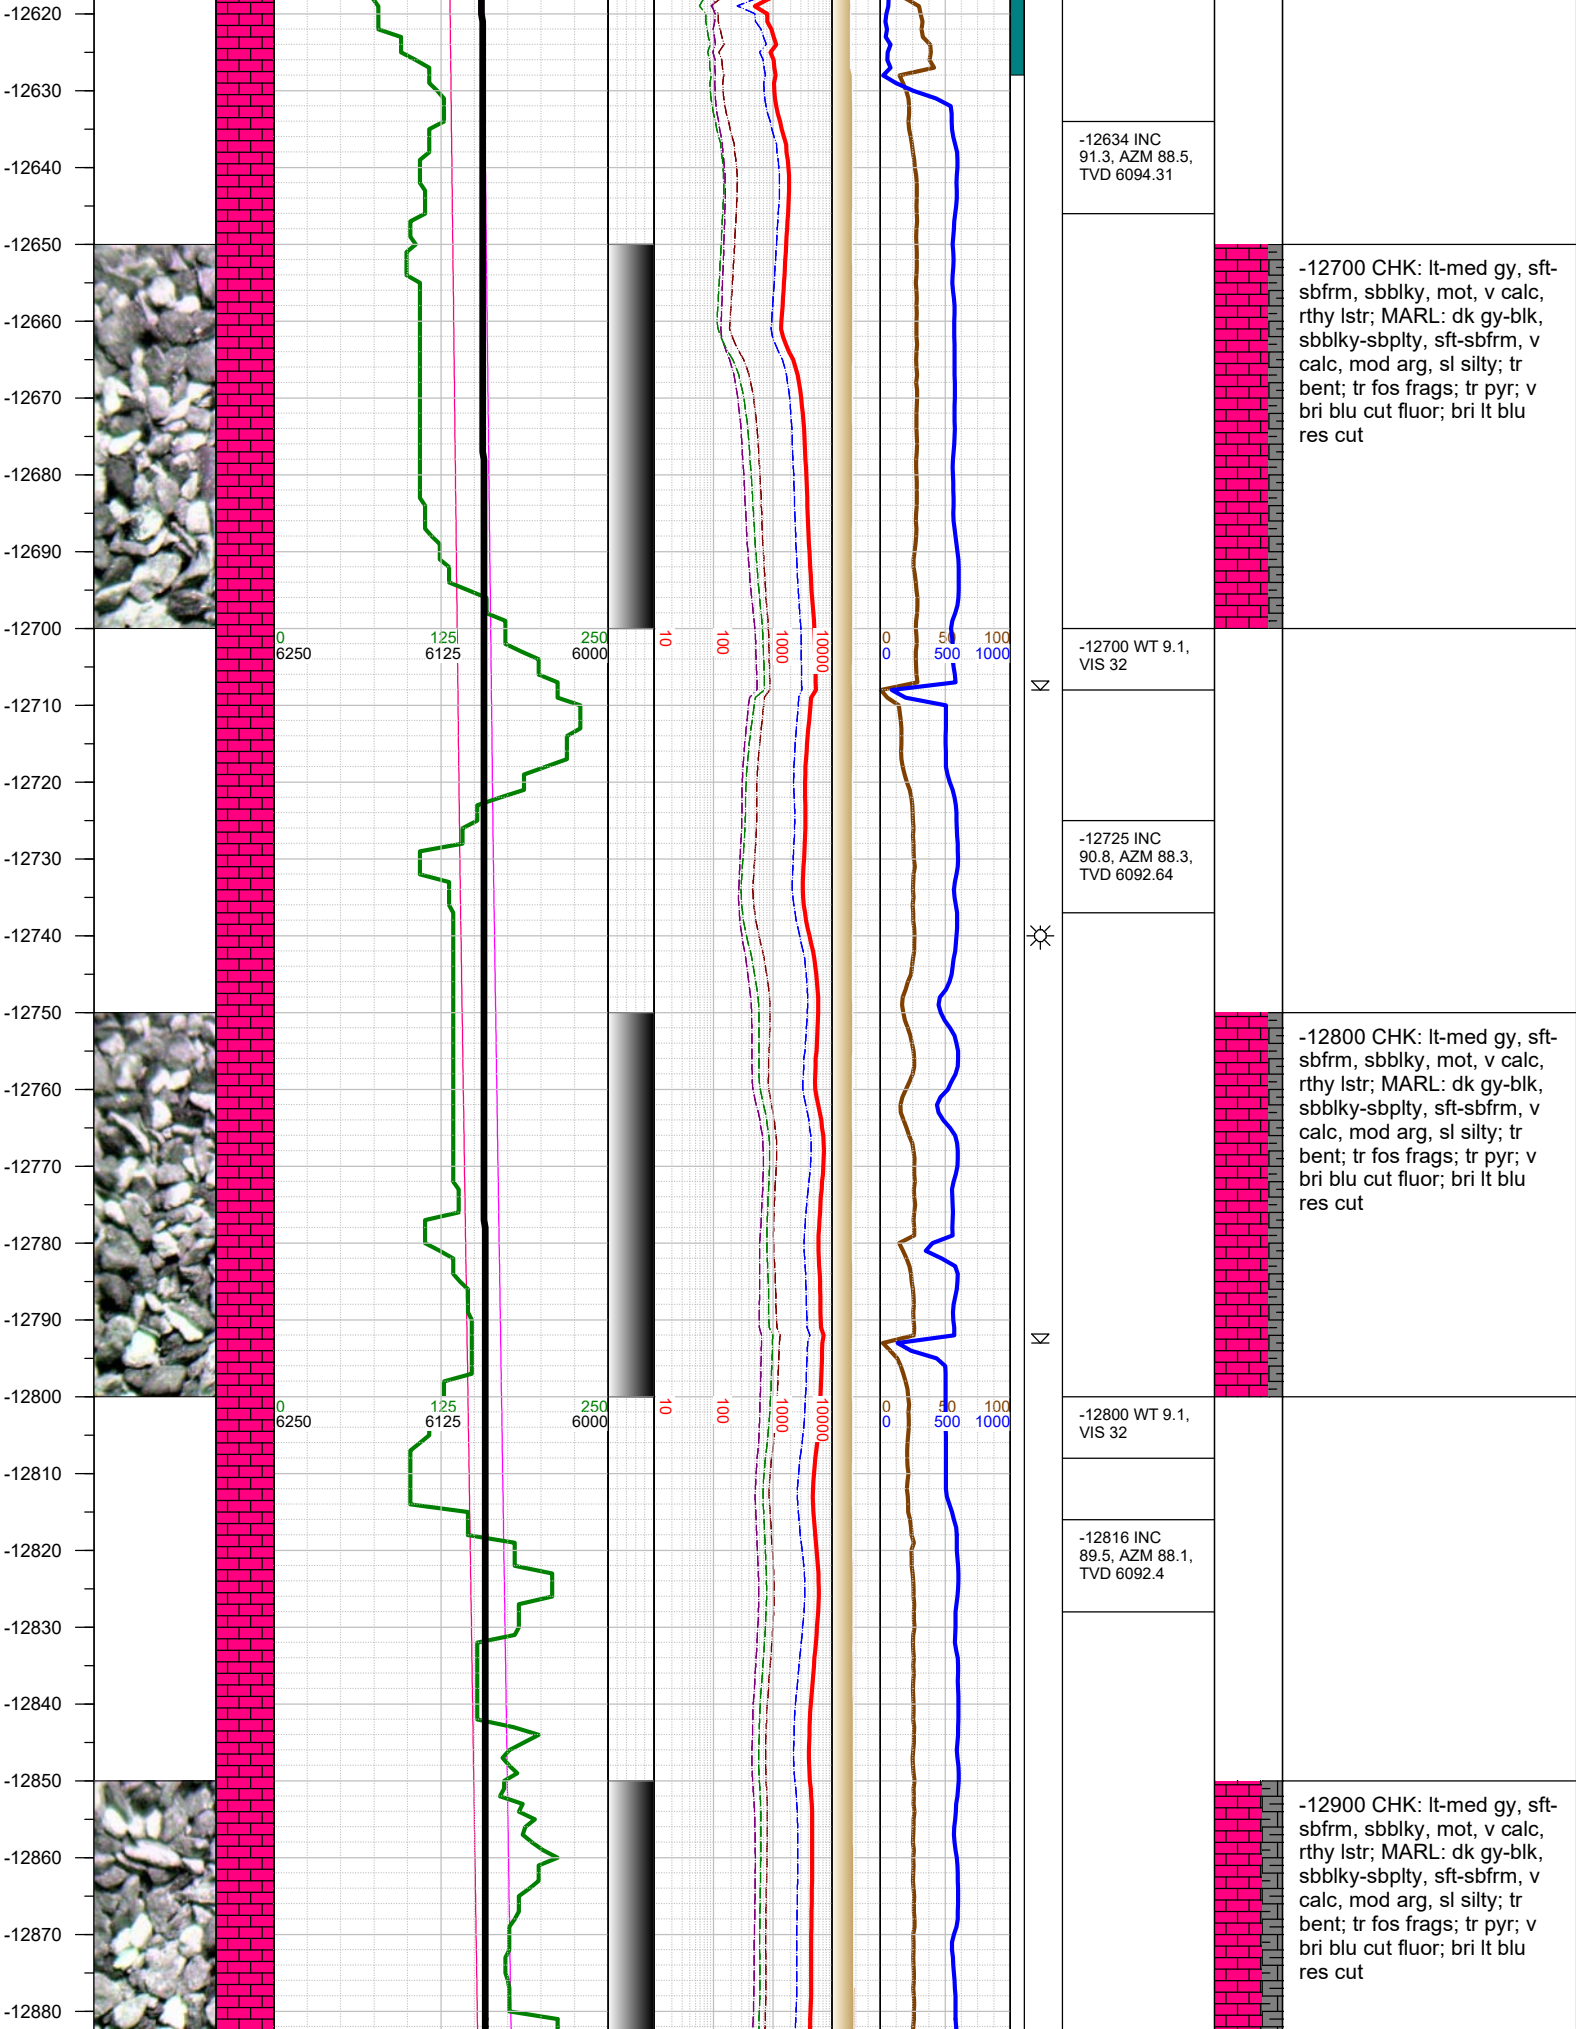 -12620
-12630
-12634 INC
91.3, AZM 88.5,
TVD 6094.31
-12640
-12650
-12700 CHK: lt-med gy, sft-
sbfrm, sbblky, mot, v calc,
rthy lstr; MARL: dk gy-blk,
sbblky-sbplty, sft-sbfrm, v
calc, mod arg, sl silty; tr
bent; tr fos frags; tr pyr; v
bri blu cut fluor; bri lt blu
res cut
-12660
-12670
-12680
-12690
-12700
0 125 250 10 100 1000 10000 0 50 100
6250 6125 6000 0 500 1000
-12700 WT 9.1,
VIS 32
-12710
-12720
-12725 INC
90.8, AZM 88.3,
TVD 6092.64
-12730
-12740
-12750
-12800 CHK: lt-med gy, sft-
sbfrm, sbblky, mot, v calc,
rthy lstr; MARL: dk gy-blk,
sbblky-sbplty, sft-sbfrm, v
calc, mod arg, sl silty; tr
bent; tr fos frags; tr pyr; v
bri blu cut fluor; bri lt blu
res cut
-12760
-12770
-12780
-12790
-12800
0 125 250 10 100 1000 10000 0 50 100
6250 6125 6000 0 500 1000
-12800 WT 9.1,
VIS 32
-12810
-12816 INC
89.5, AZM 88.1,
TVD 6092.4
-12820
-12830
-12840
-12850
-12900 CHK: lt-med gy, sft-
sbfrm, sbblky, mot, v calc,
rthy lstr; MARL: dk gy-blk,
sbblky-sbplty, sft-sbfrm, v
calc, mod arg, sl silty; tr
bent; tr fos frags; tr pyr; v
bri blu cut fluor; bri lt blu
res cut
-12860
-12870
-12880